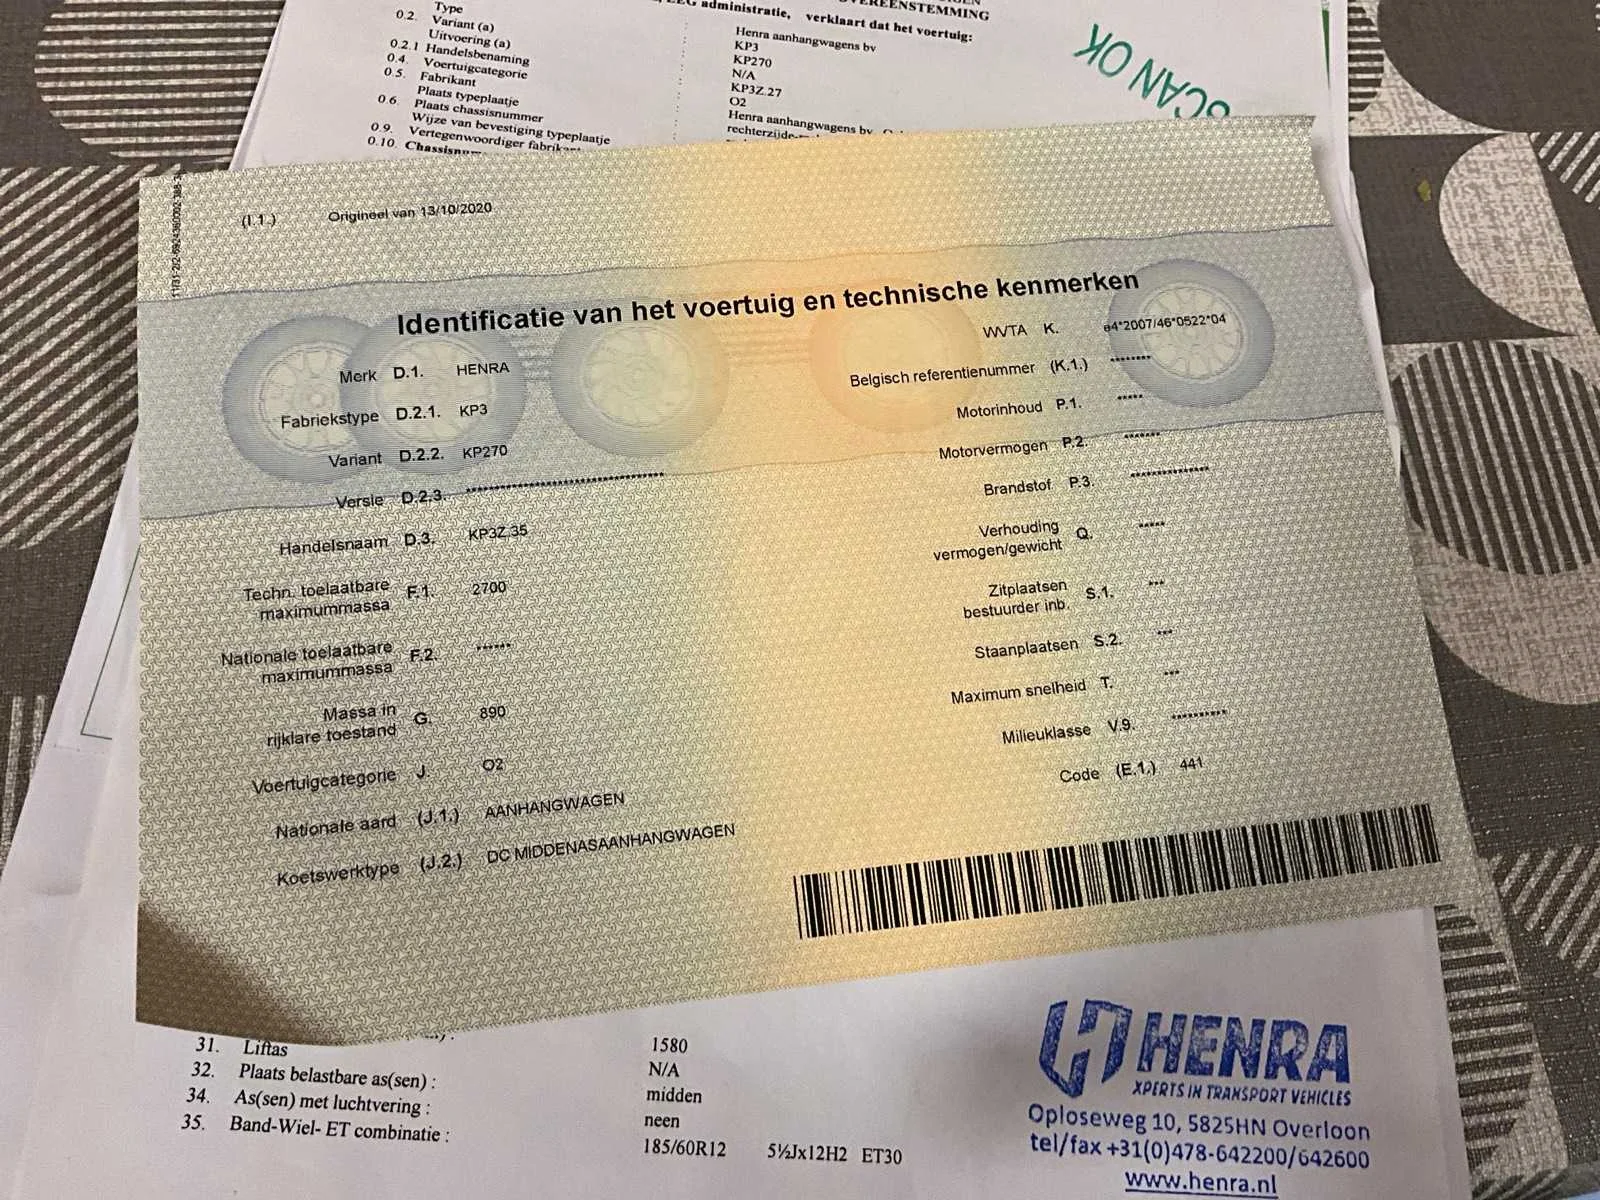 OVEREENSTEMMING
administratie, verklaart dat het voertuig:
Type
0.2. Variant (a)
Uitvoering (a)
0.2.1 Handelsbenaming
0.4. Voertuigcategorie
0.5. Fabrikant
Plaats typeplaatje
0.6. Plaats chassisnummer
Wijze van bevestiging typeplaatje
0.9. Vertegenwoordiger
0.10.
Henra aanhangwagens bv
KP3
KP270
N/A
KP3Z.27
O2
Henra aanhangwagens bv
SCAN OK
(I.1.) Origineel van 13/10/2020
Identificatie van het voertuig en technische kenmerken
Merk D.1. HENRA
Fabriekstype D.2.1. KP3
Variant D.2.2. KP270
Versie D.2.3. ************************************
Handelsnaam D.3. KP3Z.35
Techn. toelaatbare
maximummassa F.1. 2700
Nationale toelaatbare
maximummassa F.2. ******
Massa in
rijklare toestand G. 890
Voertuigcategorie J. O2
Nationale aard (J.1.) AANHANGWAGEN
Koetswerktype (J.2.) DC MIDDENASAANHANGWAGEN
WVTA K. e4*2007/46*0522*04
Belgisch referentienummer (K.1.) ********
Motorinhoud P.1. *****
Motorvermogen P.2. *******
Brandstof P.3. ***************
Verhouding
vermogen/gewicht Q. *****
Zitplaatsen
bestuurder inb. S.1. ***
Staanplaatsen S.2. ***
Maximum snelheid T. ***
Milieuklasse V.9. **********
Code (E.1.) 441
1580
31. Liftas N/A
32. Plaats belastbare as(sen) : midden
34. As(sen) met luchtvering : neen
35. Band-Wiel- ET combinatie : 185/60R12 5½Jx12H2 ET30
HENRA
XPERTS IN TRANSPORT VEHICLES
Oploseweg 10, 5825HN Overloon
tel/fax +31(0)478-642200/642600
www.henra.nl